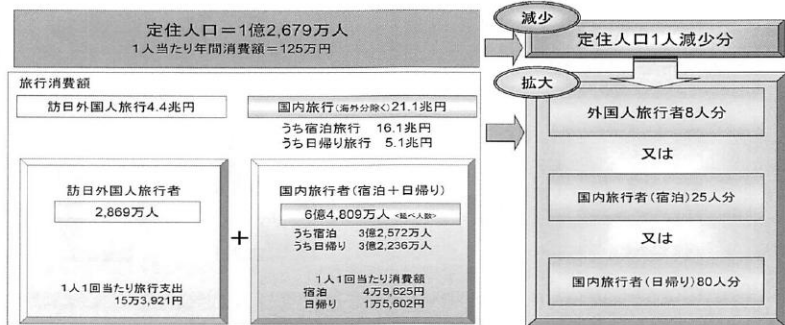 定住人口＝1億2,679万人
1人当たり年間消費額＝125万円
減少
定住人口1人減少分
旅行消費額
訪日外国人旅行4.4兆円
国内旅行(海外分除く)21.1兆円
うち宿泊旅行 16.1兆円
うち日帰り旅行 5.1兆円
訪日外国人旅行者
2,869万人
1人1回当たり旅行支出
15万3,921円
+
国内旅行者(宿泊+日帰り)
6億4,809万人 <延べ人数>
うち宿泊 3億2,572万人
うち日帰り 3億2,236万人
1人1回当たり消費額
宿泊 4万9,625円
日帰り 1万5,602円
拡大
外国人旅行者8人分
又は
国内旅行者(宿泊)25人分
又は
国内旅行者(日帰り)80人分